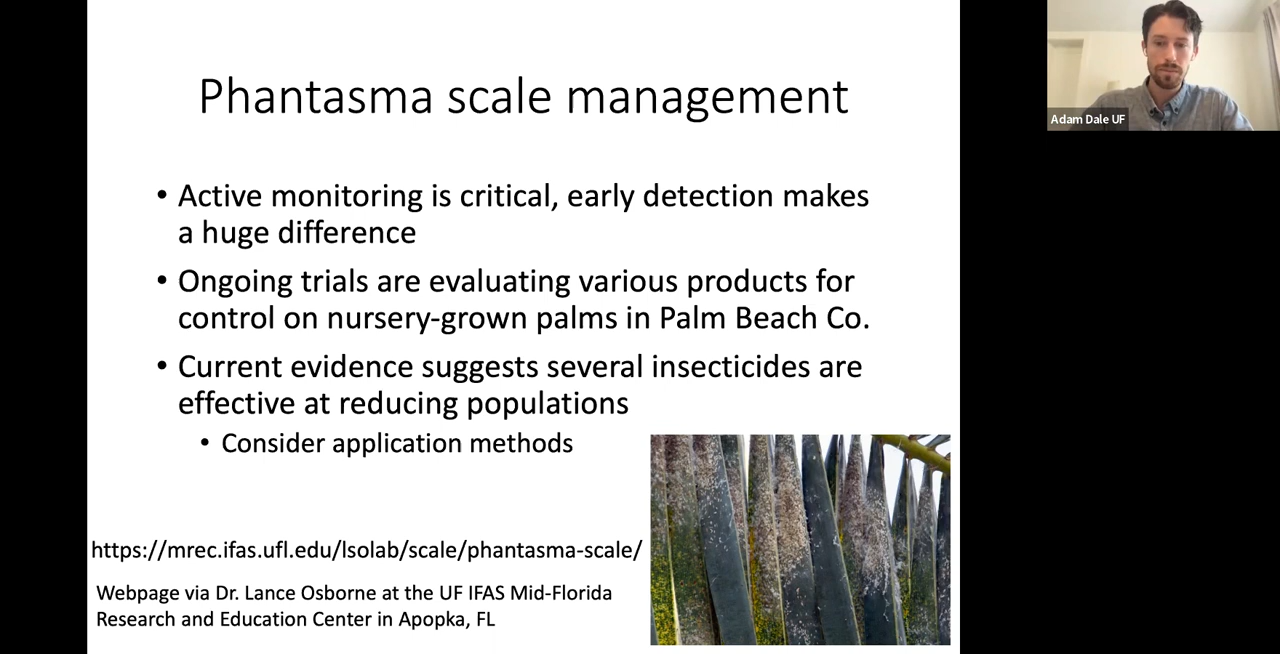 Phantasma scale management
• Active monitoring is critical, early detection makes
a huge difference
• Ongoing trials are evaluating various products for
control on nursery-grown palms in Palm Beach Co.
• Current evidence suggests several insecticides are
effective at reducing populations
• Consider application methods
https://mrec.ifas.ufl.edu/lsolab/scale/phantasma-scale/
Webpage via Dr. Lance Osborne at the UF IFAS Mid-Florida
Research and Education Center in Apopka, FL
Adam Dale UF